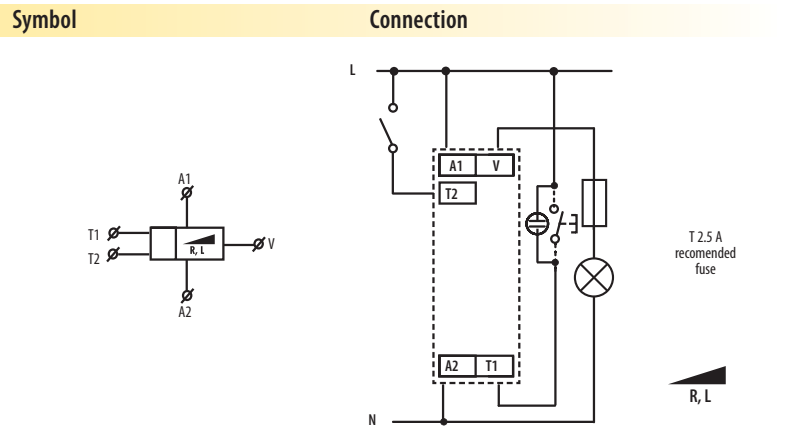 Symbol
Connection
A1
T1
T2
R, L
V
A2
L
A1 V
T2
A2 T1
N
T 2.5 A
recomended
fuse
R, L